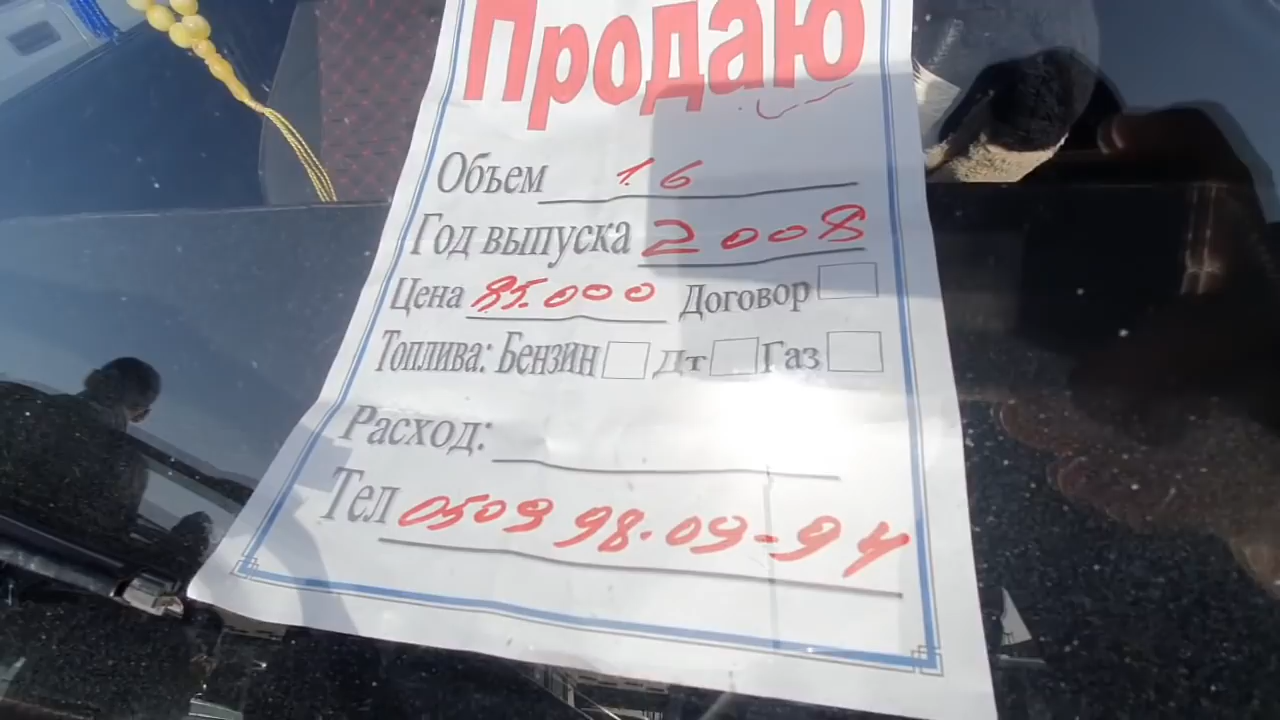 Продаю
Объем 1.6
Год выпуска 2008
Цена 85.000 Договор
Топлива: Бензин Дт Газ
Расход:
Тел 0509 98.09-94